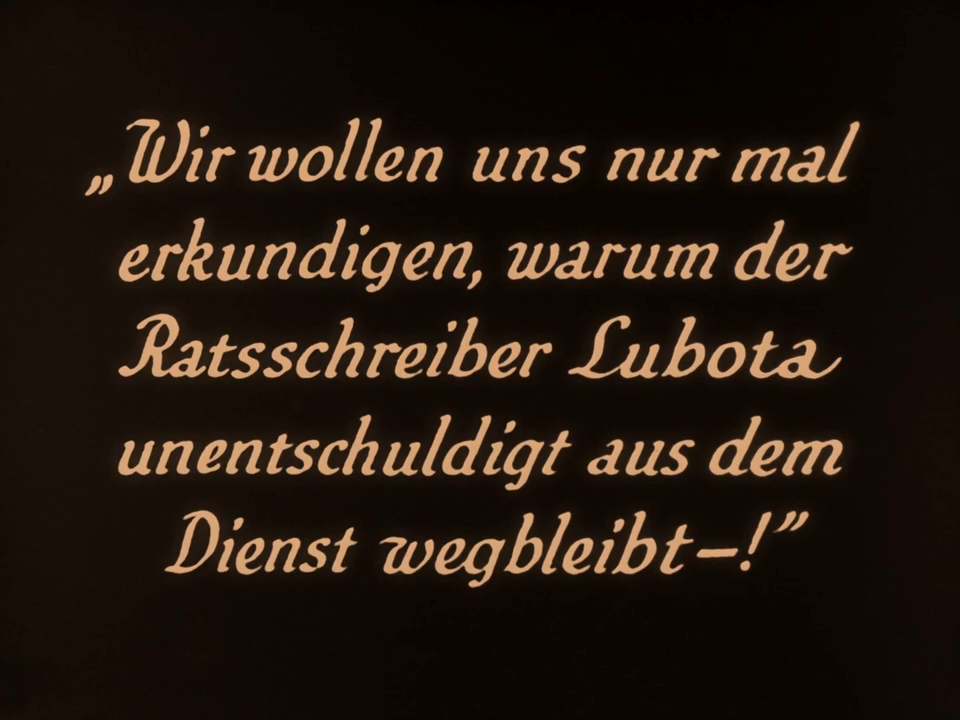 „Wir wollen uns nur mal
erkundigen, warum der
Ratsschreiber Lubota
unentschuldigt aus dem
Dienst wegbleibt—!”